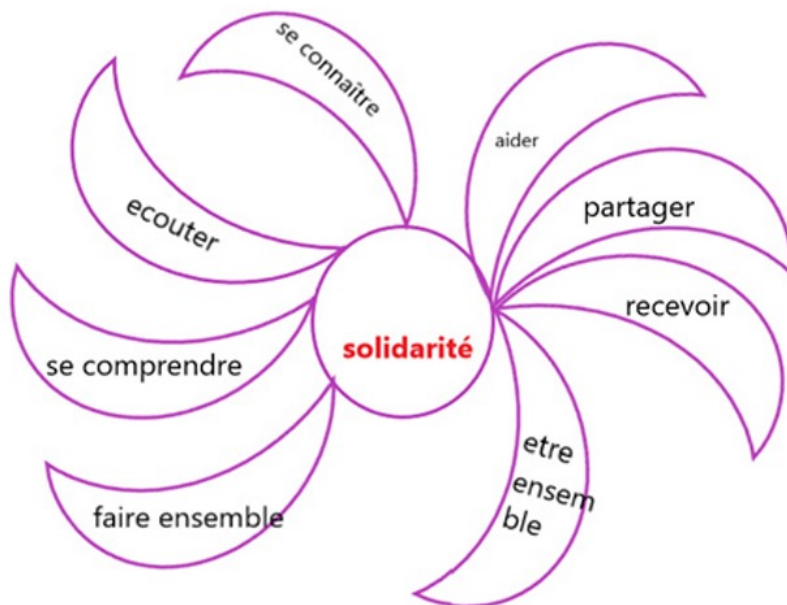 se connaître
aider
ecouter
partager
recevoir
solidarité
se comprendre
etre
ensem
ble
faire ensemble